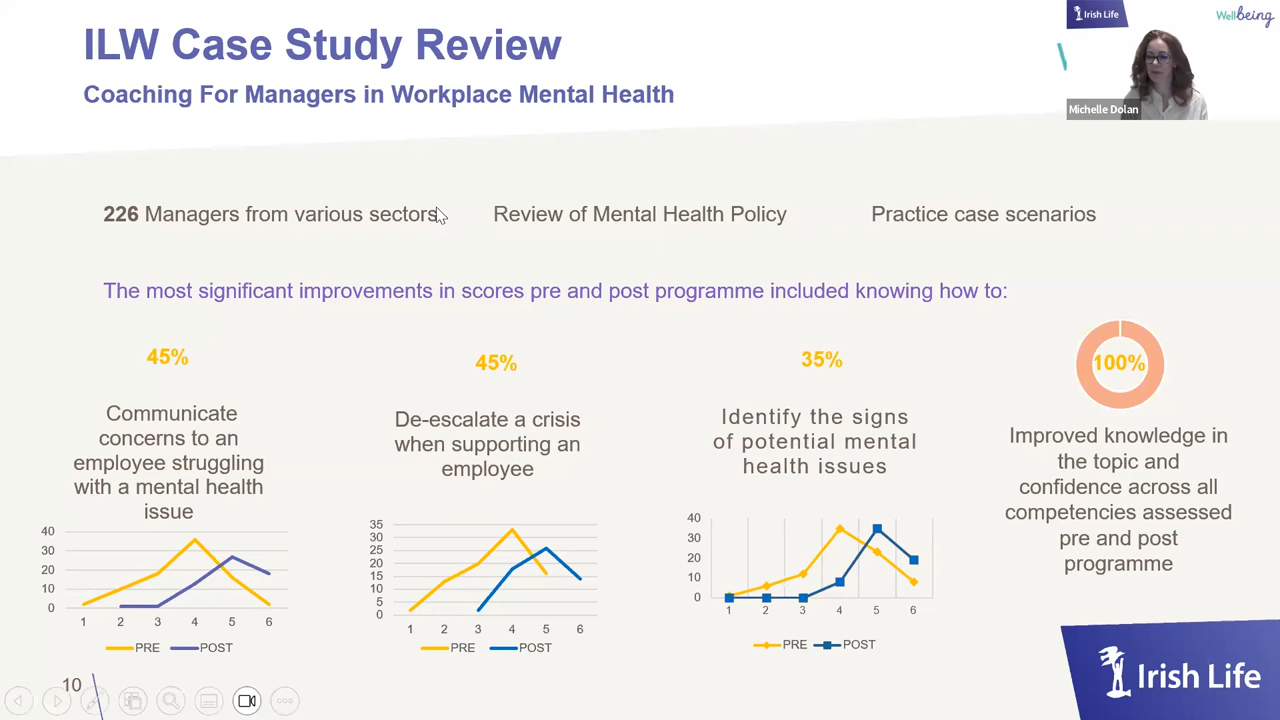 ILW Case Study Review
Coaching For Managers in Workplace Mental Health
Irish Life
Wellbeing
Michelle Dolan
226 Managers from various sectors
Review of Mental Health Policy
Practice case scenarios
The most significant improvements in scores pre and post programme included knowing how to:
45%
Communicate
concerns to an
employee struggling
with a mental health
issue
40
30
20
10
0
1 2 3 4 5 6
PRE POST
45%
De-escalate a crisis
when supporting an
employee
35
30
25
20
15
10
5
0
1 2 3 4 5 6
PRE POST
35%
Identify the signs
of potential mental
health issues
40
30
20
10
0
1 2 3 4 5 6
PRE POST
100%
Improved knowledge in
the topic and
confidence across all
competencies assessed
pre and post
programme
10
Irish Life